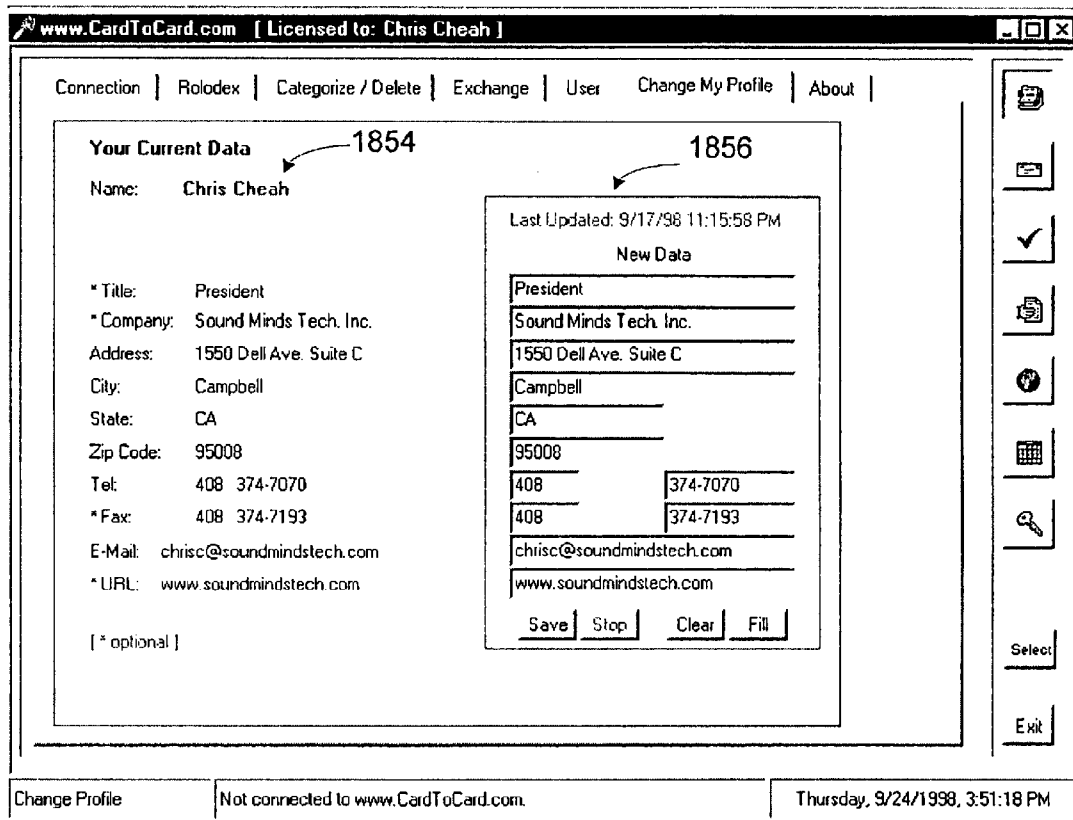 www.CardToCard.com [ Licensed to: Chris Cheah ]
Connection | Rolodex | Categorize / Delete | Exchange | User Change My Profile | About |
Your Current Data
1854
1856
Name: Chris Cheah
Last Updated: 9/17/98 11:15:58 PM
New Data
* Title: President
President
* Company: Sound Minds Tech. Inc.
Sound Minds Tech. Inc.
Address: 1550 Dell Ave. Suite C
1550 Dell Ave. Suite C
City: Campbell
Campbell
State: CA
CA
Zip Code: 95008
95008
Tel: 408 374-7070
408 374-7070
* Fax: 408 374-7193
408 374-7193
E-Mail: chrisc@soundmindstech.com
chrisc@soundmindstech.com
* URL: www.soundmindstech.com
www.soundmindstech.com
Save Stop Clear Fill
[ * optional ]
Select
Exit
Change Profile
Not connected to www.CardToCard.com.
Thursday, 9/24/1998, 3:51:18 PM